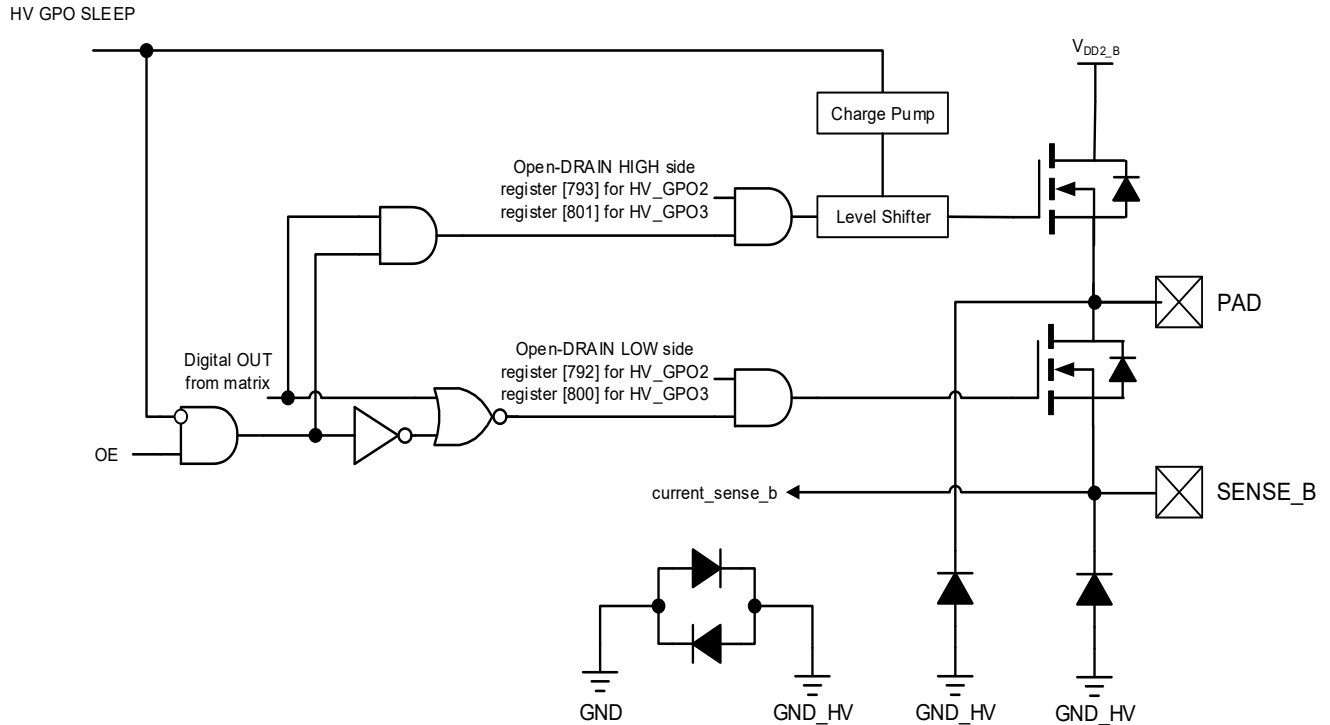 HV GPO SLEEP
V_DD2_B
Charge Pump
Open-DRAIN HIGH side
register [793] for HV_GPO2
register [801] for HV_GPO3
Level Shifter
PAD
Digital OUT
from matrix
Open-DRAIN LOW side
register [792] for HV_GPO2
register [800] for HV_GPO3
OE
current_sense_b
SENSE_B
GND
GND_HV
GND_HV
GND_HV